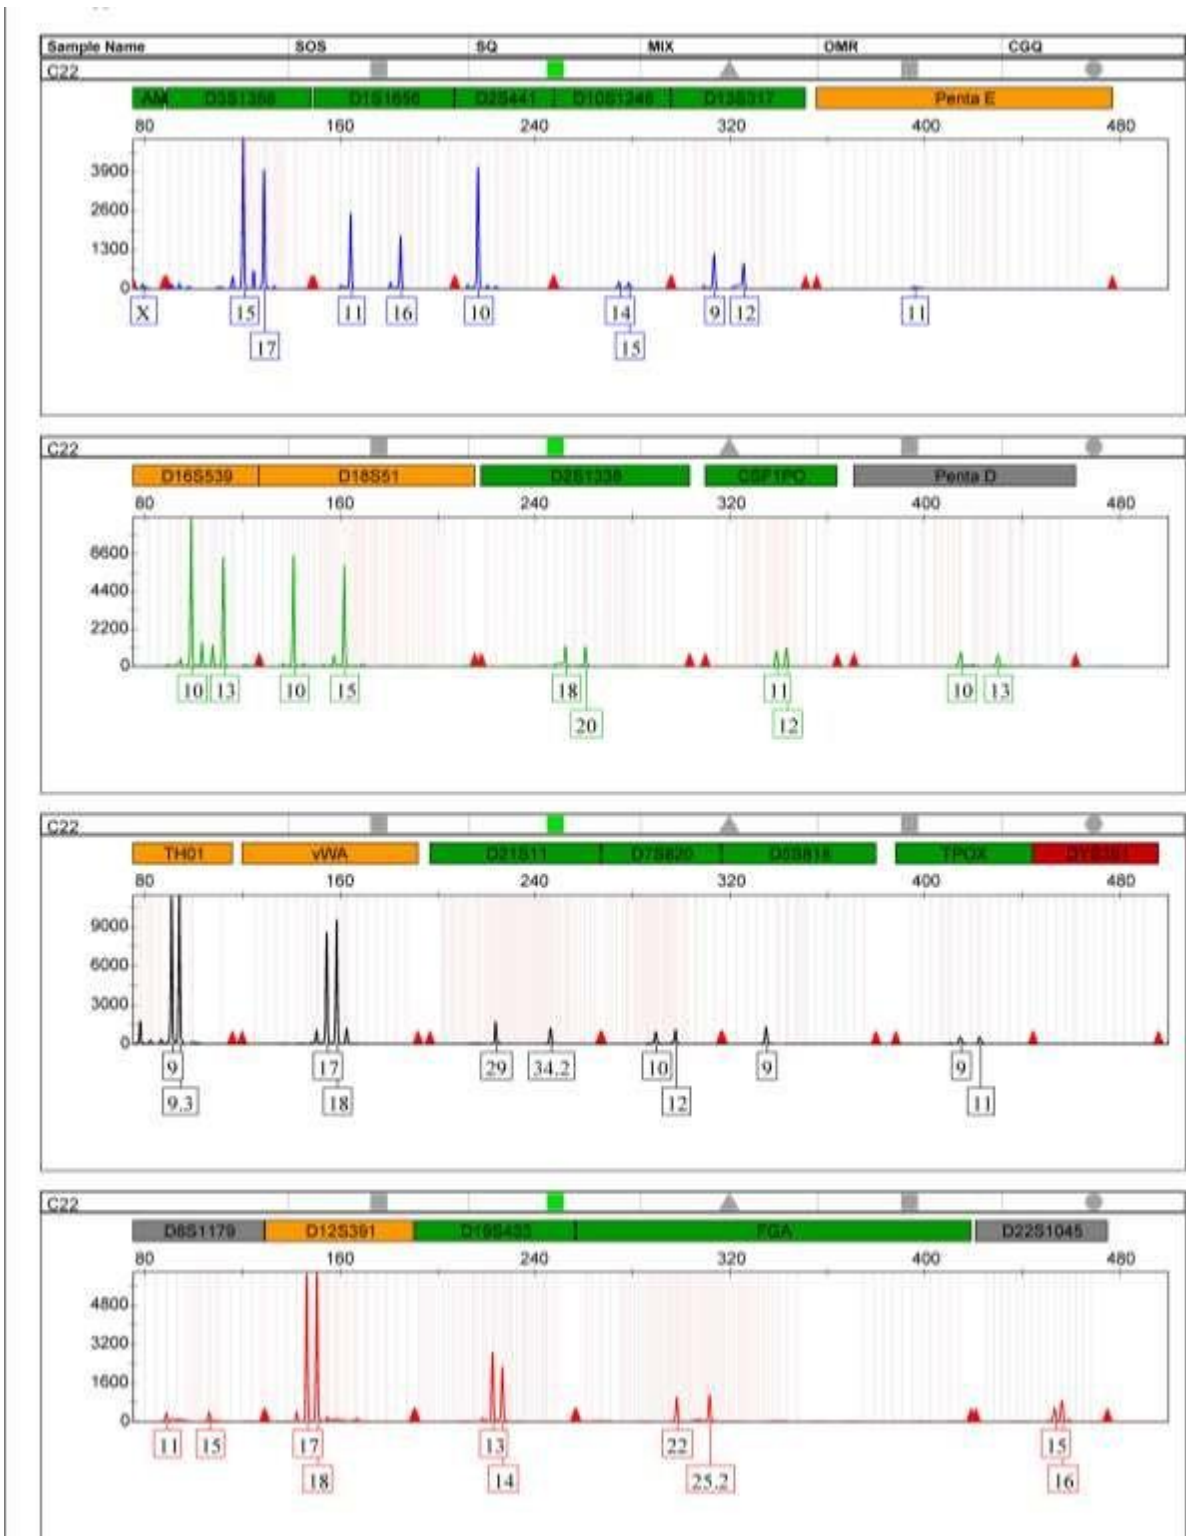 Sample Name SOS SQ MIX OMR CGQ
C22
AM D3S1358 D1S1656 D2S441 D10S1248 D13S317 Penta E
80 160 240 320 400 480
3900
2600
1300
0
X 15 11 16 10 14 9 12 11
17 15
C22
D16S539 D18S51 D2S1338 CSF1PO Penta D
80 160 240 320 400 480
6600
4400
2200
0
10 13 10 15 18 11 10 13
20 12
C22
TH01 vWA D21S11 D7S820 D5S818 TPOX DYS391
80 160 240 320 400 480
9000
6000
3000
0
9 17 29 34.2 10 9 9
9.3 18 12 11
C22
D8S1179 D12S391 D19S433 FGA D22S1045
80 160 240 320 400 480
4800
3200
1600
0
11 15 17 13 22 15
18 14 25.2 16